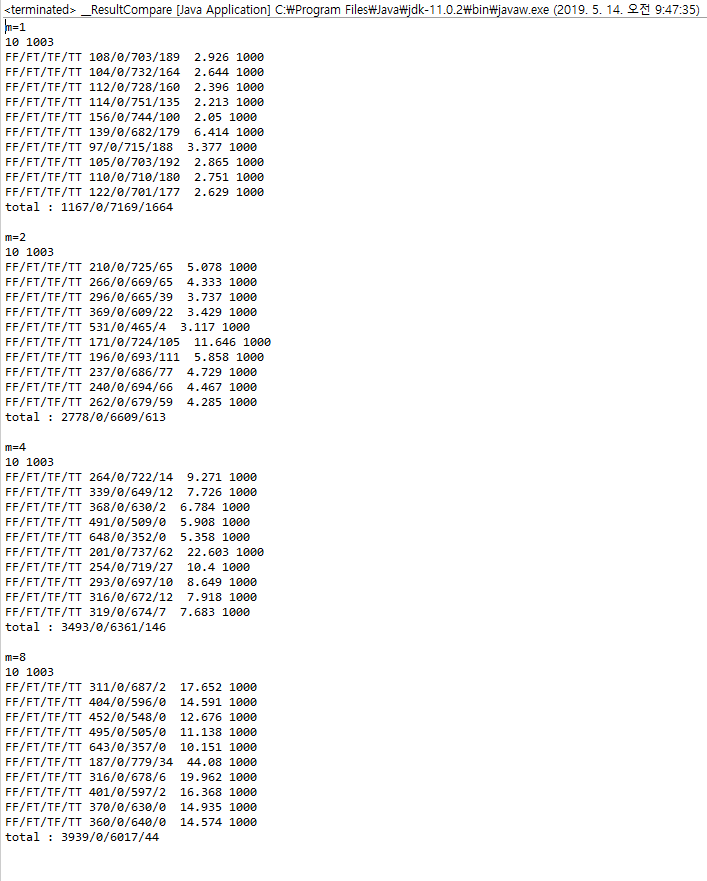 <terminated> __ResultCompare [Java Application] C:₩Program Files₩Java₩jdk-11.0.2₩bin₩javaw.exe (2019. 5. 14. 오전 9:47:35)
m=1
10 1003
FF/FT/TF/TT 108/0/703/189  2.926 1000
FF/FT/TF/TT 104/0/732/164  2.644 1000
FF/FT/TF/TT 112/0/728/160  2.396 1000
FF/FT/TF/TT 114/0/751/135  2.213 1000
FF/FT/TF/TT 156/0/744/100  2.05 1000
FF/FT/TF/TT 139/0/682/179  6.414 1000
FF/FT/TF/TT 97/0/715/188  3.377 1000
FF/FT/TF/TT 105/0/703/192  2.865 1000
FF/FT/TF/TT 110/0/710/180  2.751 1000
FF/FT/TF/TT 122/0/701/177  2.629 1000
total : 1167/0/7169/1664

m=2
10 1003
FF/FT/TF/TT 210/0/725/65  5.078 1000
FF/FT/TF/TT 266/0/669/65  4.333 1000
FF/FT/TF/TT 296/0/665/39  3.737 1000
FF/FT/TF/TT 369/0/609/22  3.429 1000
FF/FT/TF/TT 531/0/465/4  3.117 1000
FF/FT/TF/TT 171/0/724/105  11.646 1000
FF/FT/TF/TT 196/0/693/111  5.858 1000
FF/FT/TF/TT 237/0/686/77  4.729 1000
FF/FT/TF/TT 240/0/694/66  4.467 1000
FF/FT/TF/TT 262/0/679/59  4.285 1000
total : 2778/0/6609/613

m=4
10 1003
FF/FT/TF/TT 264/0/722/14  9.271 1000
FF/FT/TF/TT 339/0/649/12  7.726 1000
FF/FT/TF/TT 368/0/630/2  6.784 1000
FF/FT/TF/TT 491/0/509/0  5.908 1000
FF/FT/TF/TT 648/0/352/0  5.358 1000
FF/FT/TF/TT 201/0/737/62  22.603 1000
FF/FT/TF/TT 254/0/719/27  10.4 1000
FF/FT/TF/TT 293/0/697/10  8.649 1000
FF/FT/TF/TT 316/0/672/12  7.918 1000
FF/FT/TF/TT 319/0/674/7  7.683 1000
total : 3493/0/6361/146

m=8
10 1003
FF/FT/TF/TT 311/0/687/2  17.652 1000
FF/FT/TF/TT 404/0/596/0  14.591 1000
FF/FT/TF/TT 452/0/548/0  12.676 1000
FF/FT/TF/TT 495/0/505/0  11.138 1000
FF/FT/TF/TT 643/0/357/0  10.151 1000
FF/FT/TF/TT 187/0/779/34  44.08 1000
FF/FT/TF/TT 316/0/678/6  19.962 1000
FF/FT/TF/TT 401/0/597/2  16.368 1000
FF/FT/TF/TT 370/0/630/0  14.935 1000
FF/FT/TF/TT 360/0/640/0  14.574 1000
total : 3939/0/6017/44